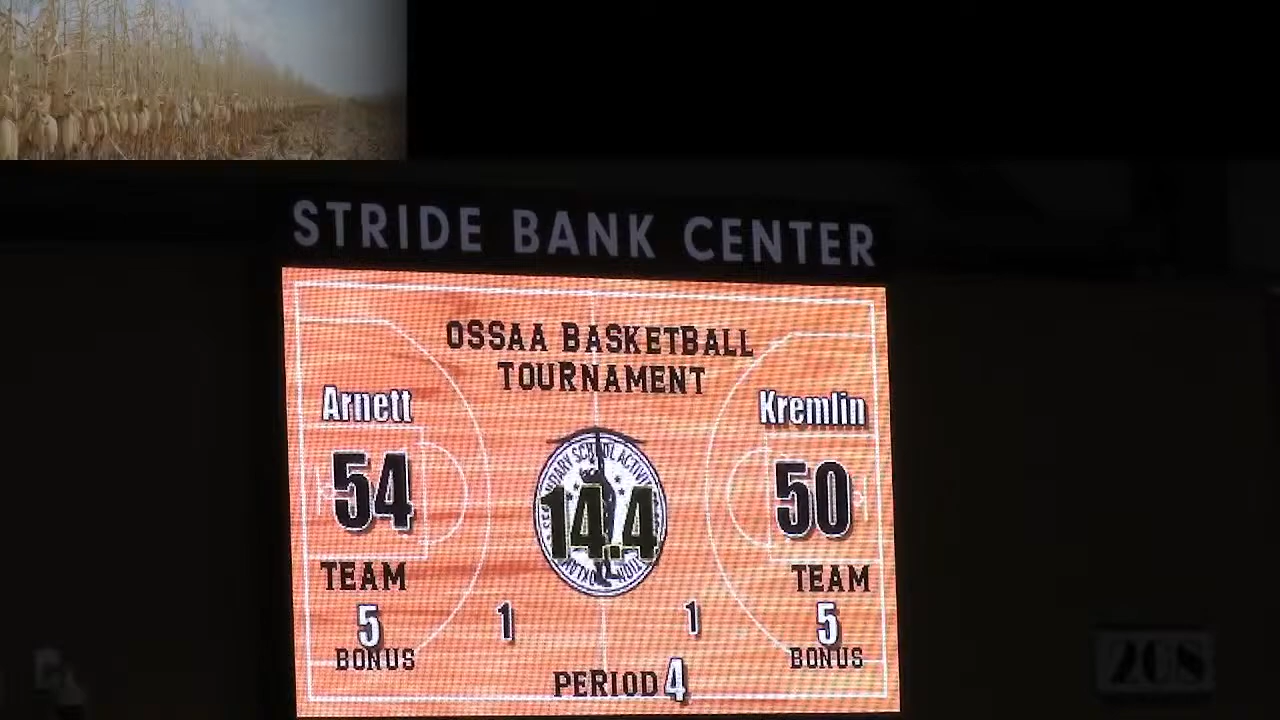 STRIDE BANK CENTER
OSSAA BASKETBALL
TOURNAMENT
Arnett
Kremlin
54
14.4
50
TEAM
TEAM
5
1
1
5
BONUS
BONUS
PERIOD 4
208